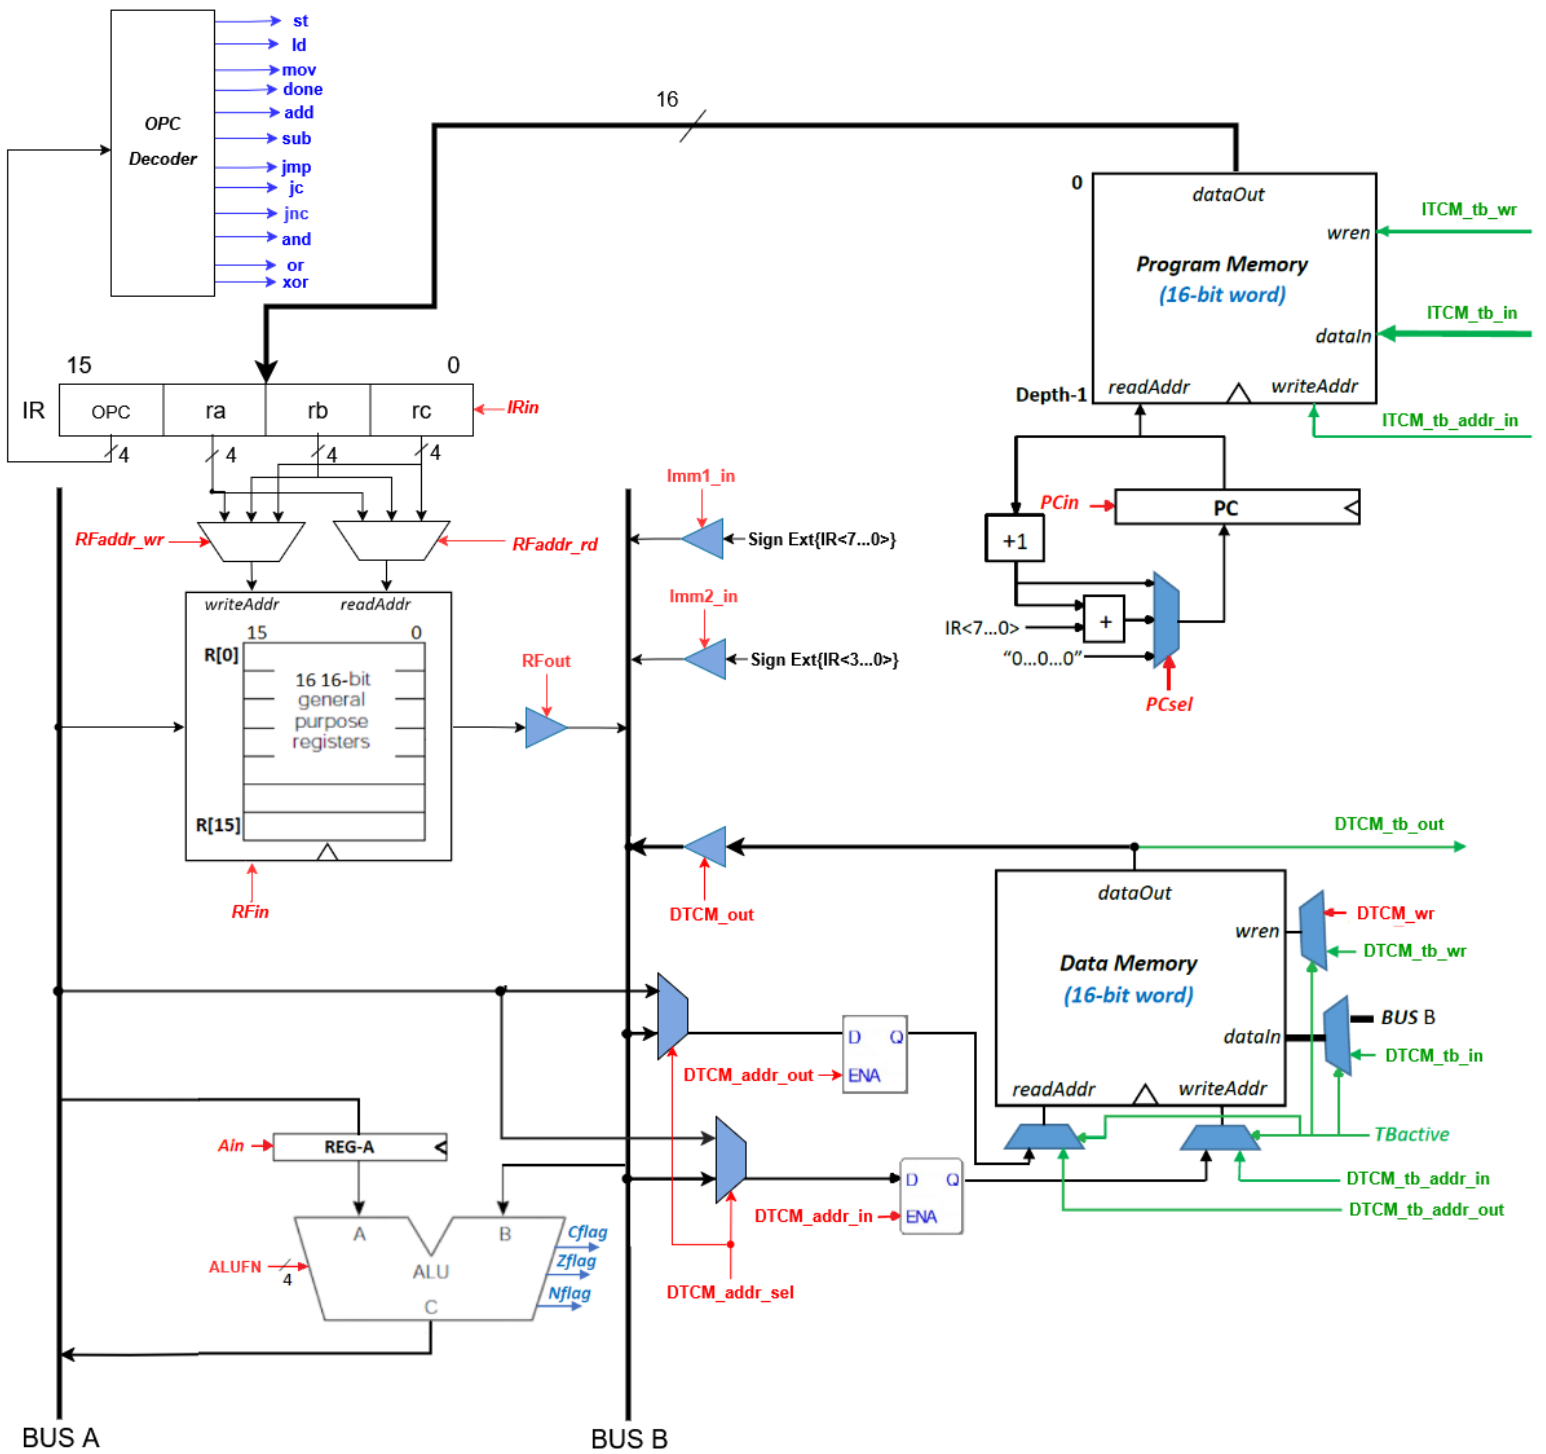 st
ld
mov
done
add
sub
jmp
jc
jnc
and
or
xor
OPC
Decoder
16
0
dataOut
wren
Program Memory
(16-bit word)
dataIn
readAddr
writeAddr
Depth-1
ITCM_tb_wr
ITCM_tb_in
ITCM_tb_addr_in
15
0
IR
OPC
ra
rb
rc
IRin
4
4
4
4
RFaddr_wr
RFaddr_rd
writeAddr
readAddr
15
0
R[0]
16 16-bit
general
purpose
registers
R[15]
RFin
RFout
Imm1_in
Sign Ext{IR<7...0>}
Imm2_in
Sign Ext{IR<3...0>}
PCin
PC
+1
+
IR<7...0>
“0...0...0”
PCsel
DTCM_tb_out
DTCM_out
dataOut
wren
Data Memory
(16-bit word)
dataIn
readAddr
writeAddr
DTCM_wr
DTCM_tb_wr
BUS B
DTCM_tb_in
TBactive
DTCM_tb_addr_in
DTCM_tb_addr_out
D
Q
ENA
DTCM_addr_out
D
Q
ENA
DTCM_addr_in
DTCM_addr_sel
Ain
REG-A
A
B
ALU
C
ALUFN
4
Cflag
Zflag
Nflag
BUS A
BUS B